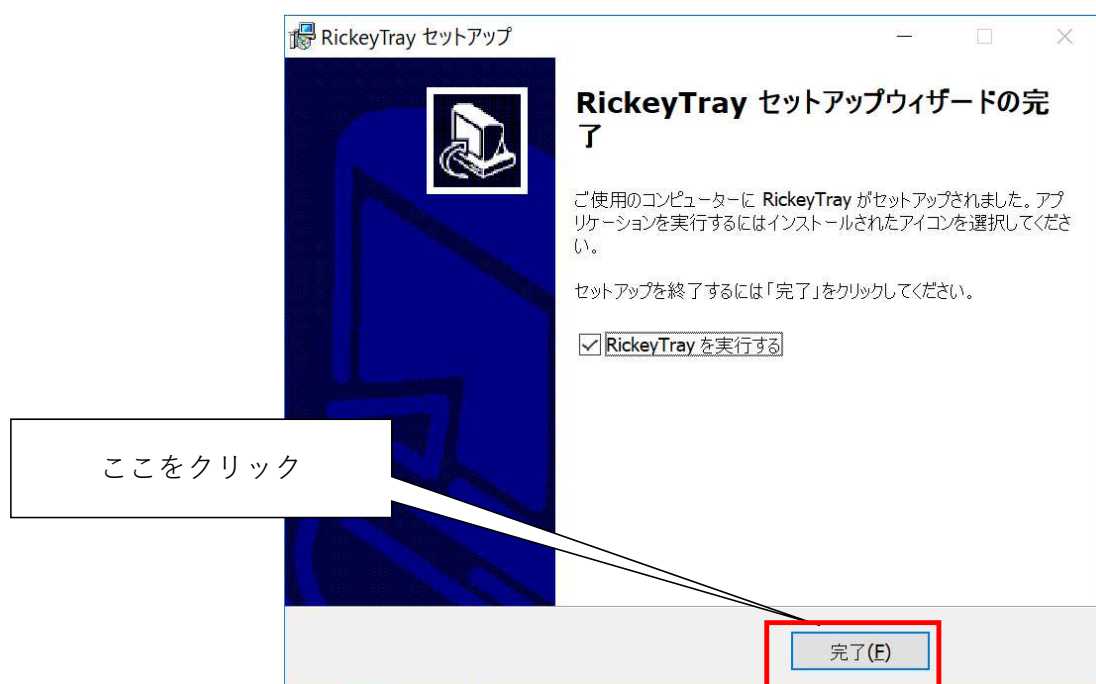 RickeyTray セットアップ
RickeyTray セットアップウィザードの完
了
ご使用のコンピューターに RickeyTray がセットアップされました。アプ
リケーションを実行するにはインストールされたアイコンを選択してくださ
い。
セットアップを終了するには「完了」をクリックしてください。
RickeyTray を実行する
ここをクリック
完了(F)